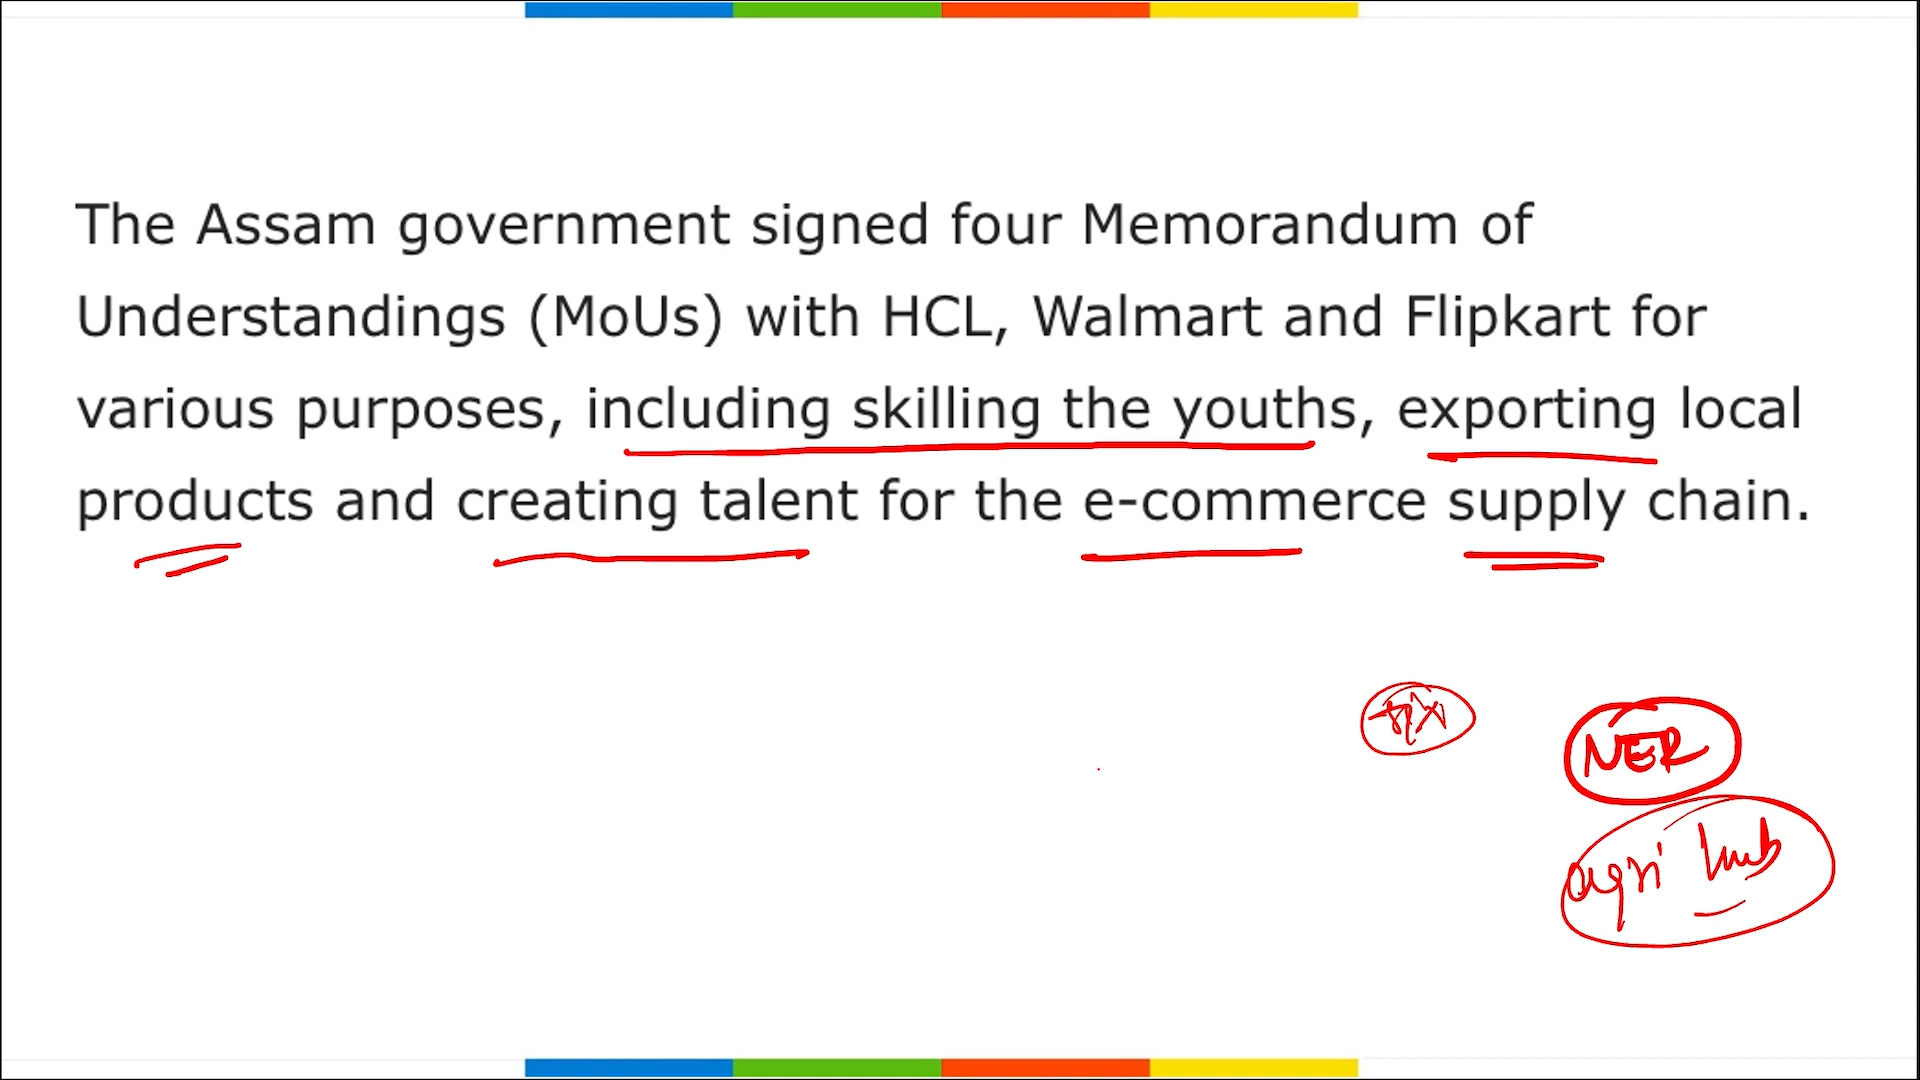 The Assam government signed four Memorandum of
Understandings (MoUs) with HCL, Walmart and Flipkart for
various purposes, including skilling the youths, exporting local
products and creating talent for the e-commerce supply chain.
NER
agri hub